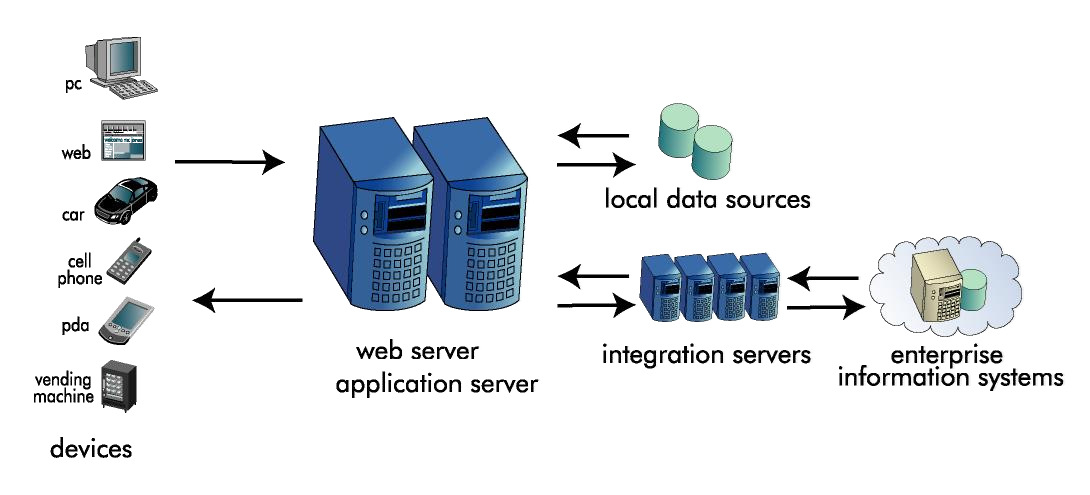 pc
web
car
cell
phone
pda
vending
machine
devices
web server
application server
local data sources
integration servers
enterprise
information systems